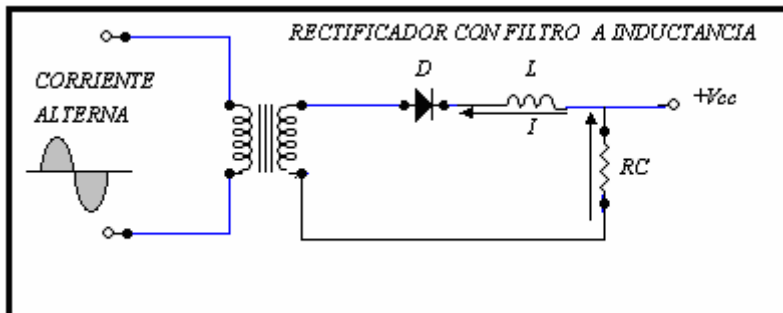 RECTIFICADOR CON FILTRO A INDUCTANCIA
CORRIENTE
ALTERNA
D
L
+Vcc
I
RC